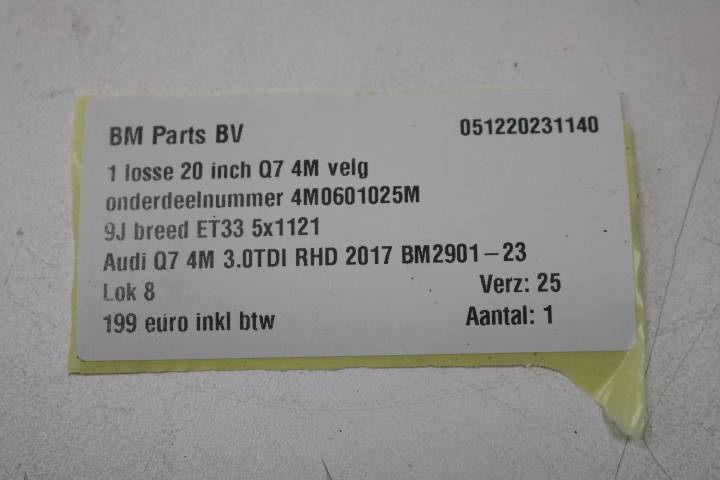 BM Parts BV 051220231140
1 losse 20 inch Q7 4M velg
onderdeelnummer 4M0601025M
9J breed ET33 5x1121
Audi Q7 4M 3.0TDI RHD 2017 BM2901-23
Lok 8 Verz: 25
199 euro inkl btw Aantal: 1